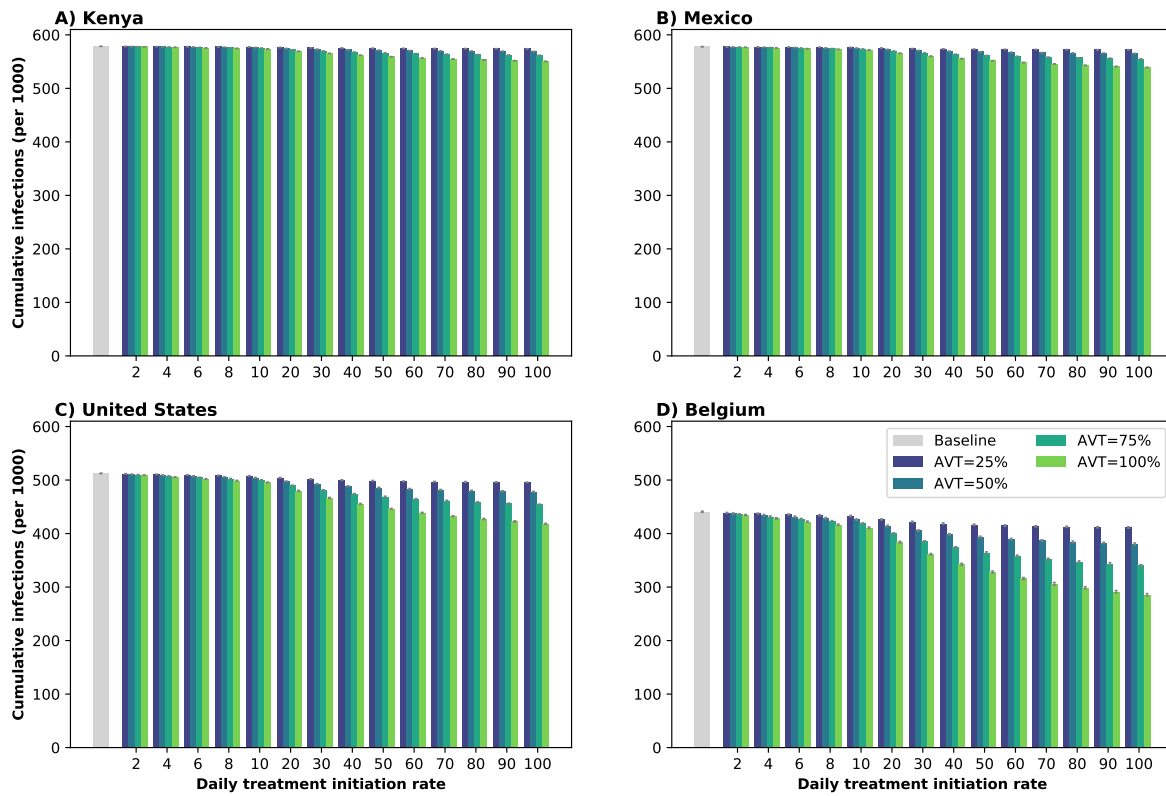 A) Kenya
B) Mexico
Cumulative infections (per 1000)
600
500
400
300
200
100
0
2 4 6 8 10 20 30 40 50 60 70 80 90 100
600
500
400
300
200
100
0
2 4 6 8 10 20 30 40 50 60 70 80 90 100
C) United States
D) Belgium
Cumulative infections (per 1000)
600
500
400
300
200
100
0
2 4 6 8 10 20 30 40 50 60 70 80 90 100
Daily treatment initiation rate
600
500
400
300
200
100
0
Baseline
AVT=25%
AVT=50%
AVT=75%
AVT=100%
2 4 6 8 10 20 30 40 50 60 70 80 90 100
Daily treatment initiation rate